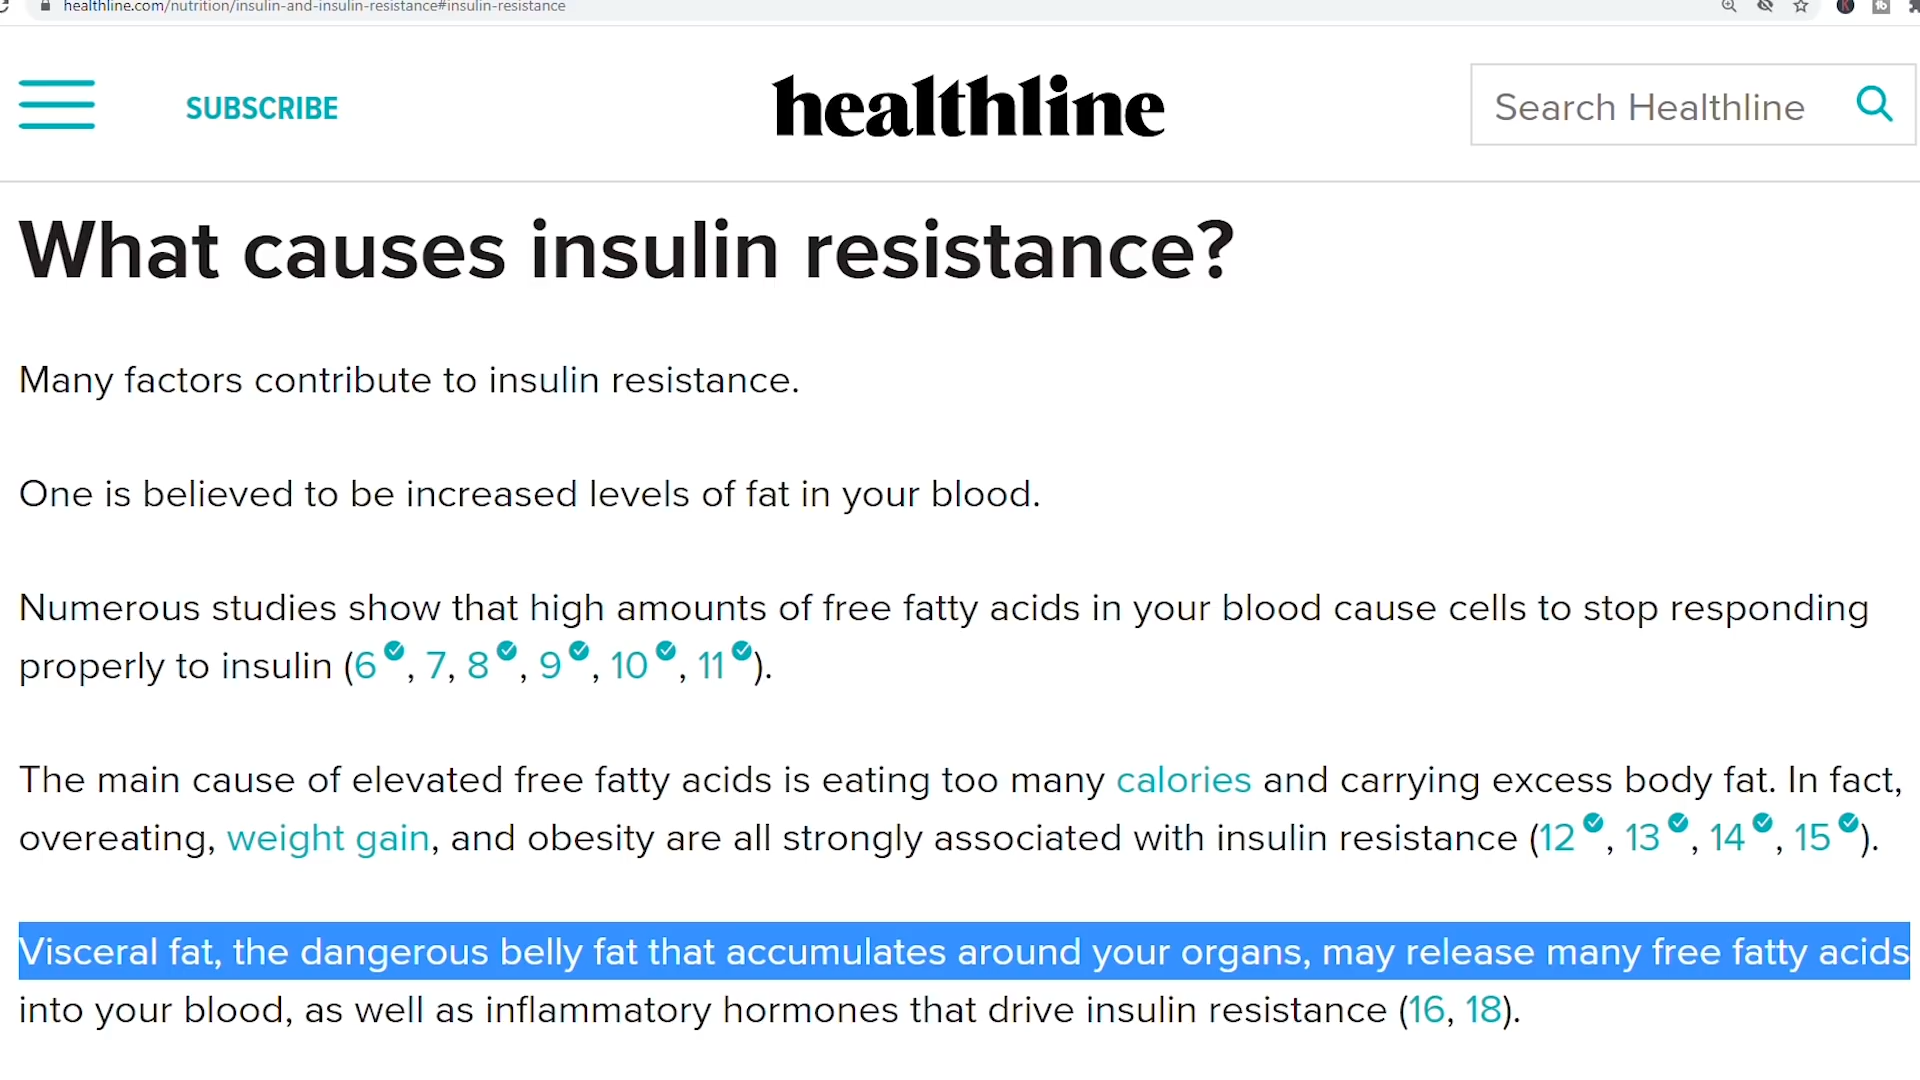 healthline.com/nutrition/insulin-and-insulin-resistance#insulin-resistance
SUBSCRIBE
healthline
Search Healthline
What causes insulin resistance?
Many factors contribute to insulin resistance.
One is believed to be increased levels of fat in your blood.
Numerous studies show that high amounts of free fatty acids in your blood cause cells to stop responding
properly to insulin (6, 7, 8, 9, 10, 11).
The main cause of elevated free fatty acids is eating too many calories and carrying excess body fat. In fact,
overeating, weight gain, and obesity are all strongly associated with insulin resistance (12, 13, 14, 15).
Visceral fat, the dangerous belly fat that accumulates around your organs, may release many free fatty acids
into your blood, as well as inflammatory hormones that drive insulin resistance (16, 18).